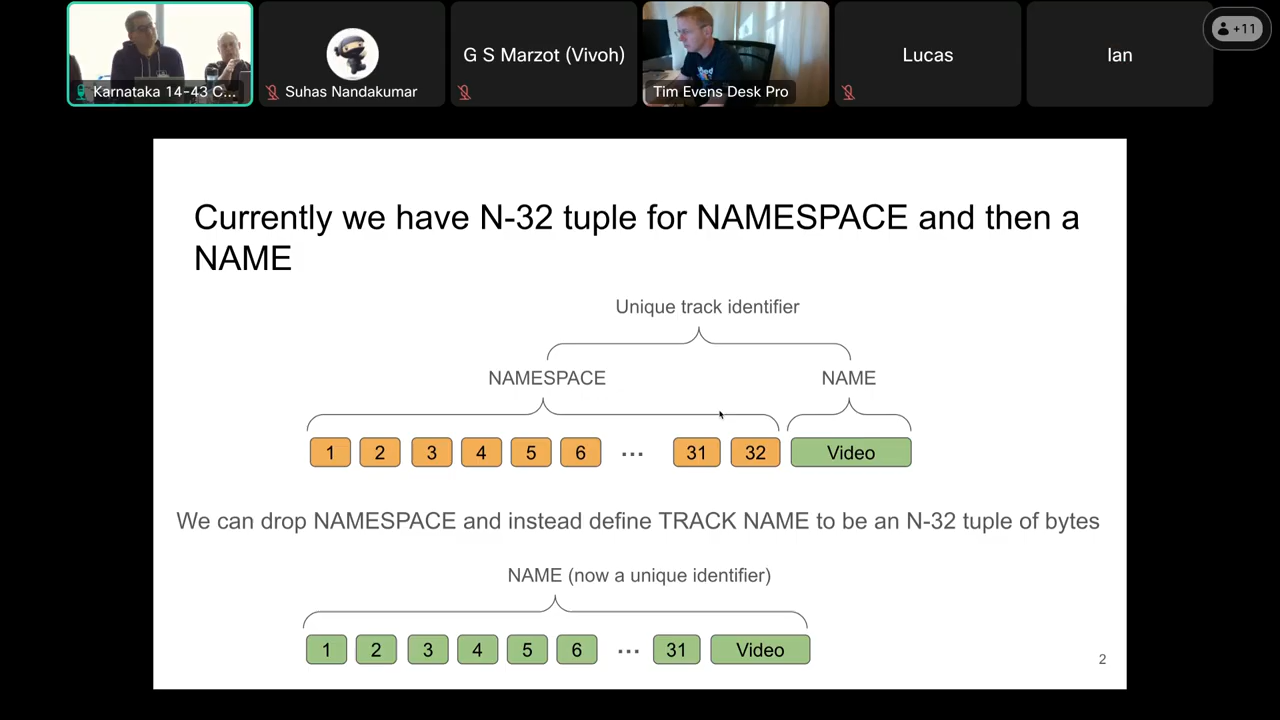 Karnataka 14-43 C...
Suhas Nandakumar
G S Marzot (Vivoh)
Tim Evens Desk Pro
Lucas
Ian
+11
Currently we have N-32 tuple for NAMESPACE and then a
NAME
Unique track identifier
NAMESPACE
NAME
1 2 3 4 5 6 ... 31 32 Video
We can drop NAMESPACE and instead define TRACK NAME to be an N-32 tuple of bytes
NAME (now a unique identifier)
1 2 3 4 5 6 ... 31 Video
2